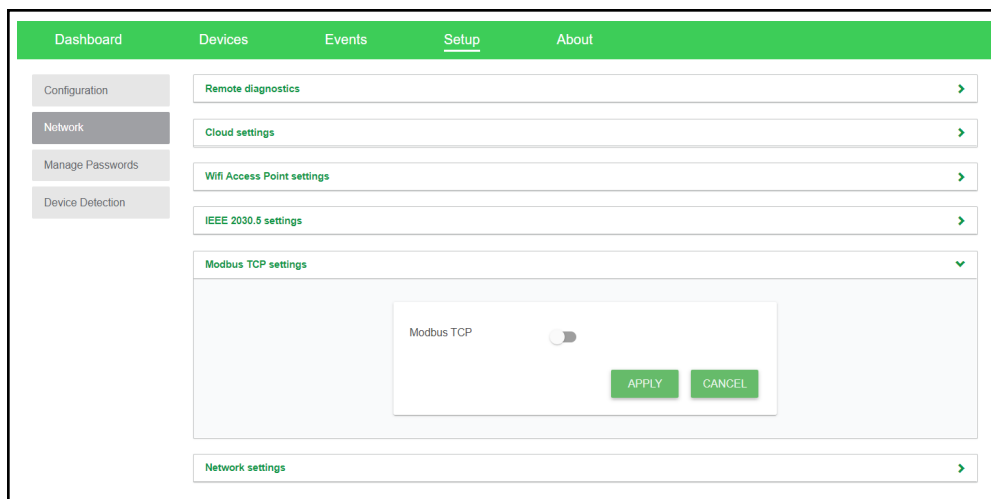 Dashboard Devices Events Setup About
Configuration
Network
Manage Passwords
Device Detection
Remote diagnostics
Cloud settings
Wifi Access Point settings
IEEE 2030.5 settings
Modbus TCP settings
Modbus TCP
APPLY CANCEL
Network settings